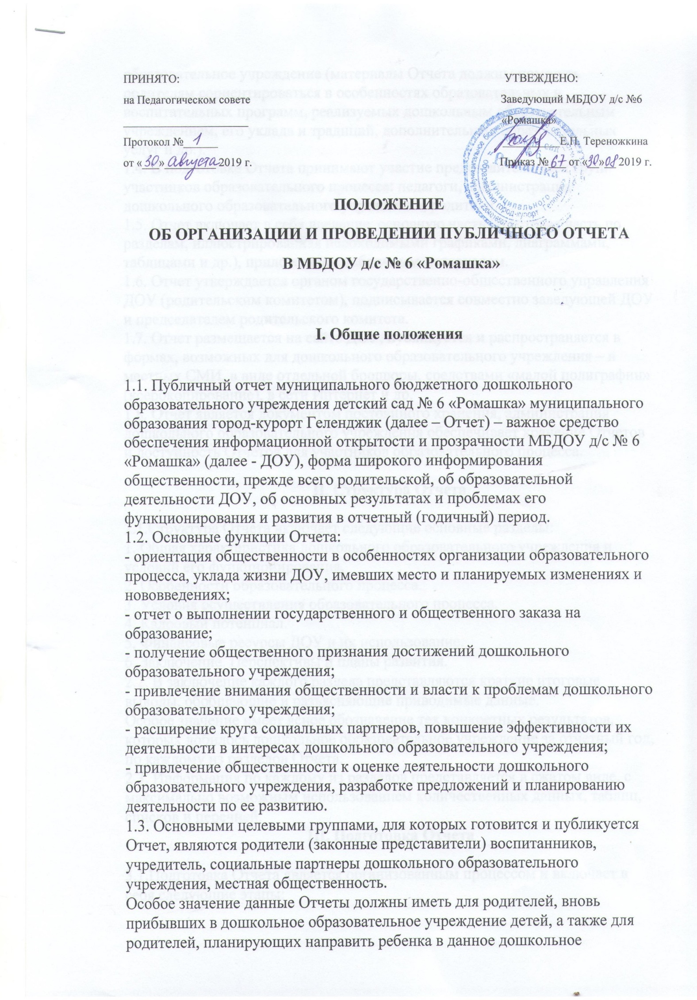 ПРИНЯТО:
на Педагогическом совете
Протокол № 1
от «30» августа 2019 г.
УТВЕЖДЕНО:
Заведующий МБДОУ д/с №6
«Ромашка»
Е.П. Тереножкина
Приказ № 67 от «30» 08 2019 г.
ПОЛОЖЕНИЕ
ОБ ОРГАНИЗАЦИИ И ПРОВЕДЕНИИ ПУБЛИЧНОГО ОТЧЕТА
В МБДОУ д/с № 6 «Ромашка»
I. Общие положения
1.1. Публичный отчет муниципального бюджетного дошкольного
образовательного учреждения детский сад № 6 «Ромашка» муниципального
образования город-курорт Геленджик (далее – Отчет) – важное средство
обеспечения информационной открытости и прозрачности МБДОУ д/с № 6
«Ромашка» (далее - ДОУ), форма широкого информирования
общественности, прежде всего родительской, об образовательной
деятельности ДОУ, об основных результатах и проблемах его
функционирования и развития в отчетный (годичный) период.
1.2. Основные функции Отчета:
- ориентация общественности в особенностях организации образовательного
процесса, уклада жизни ДОУ, имевших место и планируемых изменениях и
нововведениях;
- отчет о выполнении государственного и общественного заказа на
образование;
- получение общественного признания достижений дошкольного
образовательного учреждения;
- привлечение внимания общественности и власти к проблемам дошкольного
образовательного учреждения;
- расширение круга социальных партнеров, повышение эффективности их
деятельности в интересах дошкольного образовательного учреждения;
- привлечение общественности к оценке деятельности дошкольного
образовательного учреждения, разработке предложений и планированию
деятельности по ее развитию.
1.3. Основными целевыми группами, для которых готовится и публикуется
Отчет, являются родители (законные представители) воспитанников,
учредитель, социальные партнеры дошкольного образовательного
учреждения, местная общественность.
Особое значение данные Отчеты должны иметь для родителей, вновь
прибывших в дошкольное образовательное учреждение детей, а также для
родителей, планирующих направить ребенка в данное дошкольное